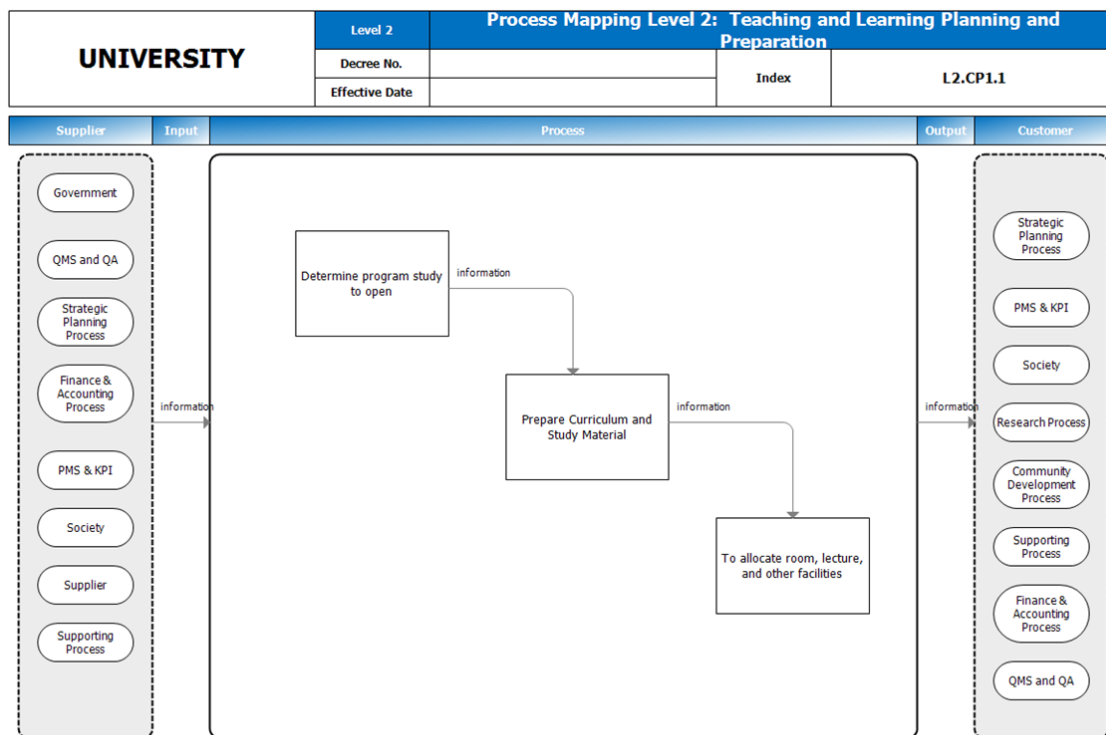 UNIVERSITY
Level 2
Process Mapping Level 2:  Teaching and Learning Planning and
Preparation
Decree No.
Effective Date
Index
L2.CP1.1
Supplier
Input
Process
Output
Customer
Government
QMS and QA
Strategic
Planning
Process
Finance &
Accounting
Process
PMS & KPI
Society
Supplier
Supporting
Process
information
Determine program study
to open
information
Prepare Curriculum and
Study Material
information
To allocate room, lecture,
and other facilities
information
Strategic
Planning
Process
PMS & KPI
Society
Research Process
Community
Development
Process
Supporting
Process
Finance &
Accounting
Process
QMS and QA